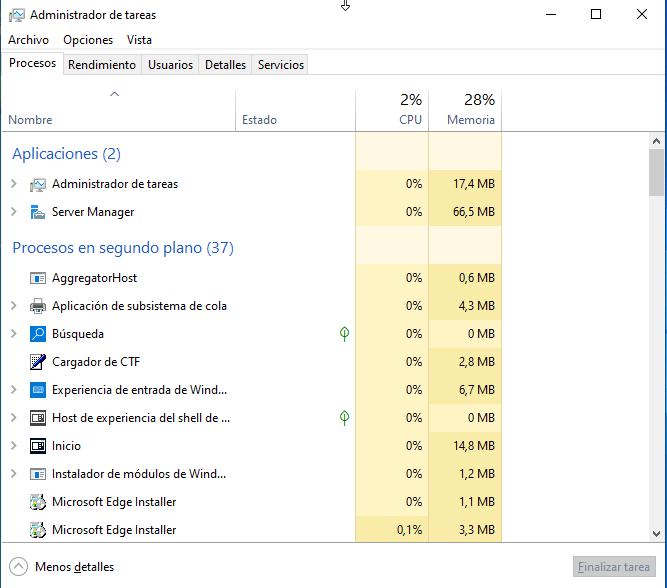 Administrador de tareas
Archivo Opciones Vista
Procesos Rendimiento Usuarios Detalles Servicios
2% 28%
Nombre Estado CPU Memoria
Aplicaciones (2)
Administrador de tareas 0% 17,4 MB
Server Manager 0% 66,5 MB
Procesos en segundo plano (37)
AggregatorHost 0% 0,6 MB
Aplicación de subsistema de cola 0% 4,3 MB
Búsqueda 0% 0 MB
Cargador de CTF 0% 2,8 MB
Experiencia de entrada de Wind... 0% 6,7 MB
Host de experiencia del shell de ... 0% 0 MB
Inicio 0% 14,8 MB
Instalador de módulos de Wind... 0% 1,2 MB
Microsoft Edge Installer 0% 1,1 MB
Microsoft Edge Installer 0,1% 3,3 MB
Menos detalles Finalizar tarea